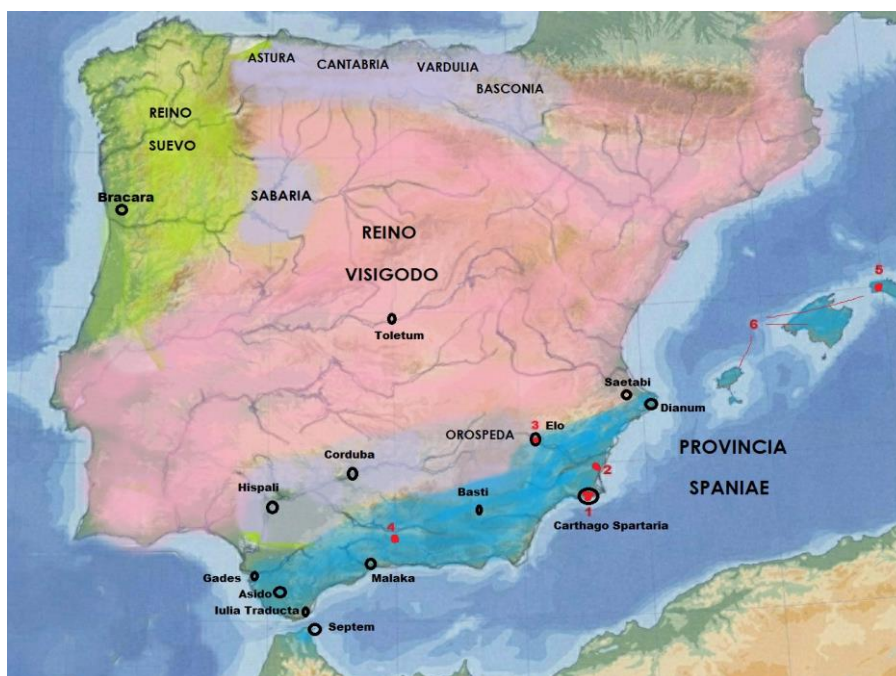 ASTURA
CANTABRIA
VARDULIA
BASCONIA
REINO
SUEVO
SABARIA
Bracara
REINO
VISIGODO
5
6
Toletum
Saetabi
Dianum
3
Elo
OROSPEDA
PROVINCIA
SPANIAE
Corduba
2
Hispali
Basti
1
Carthago Spartaria
4
Gades
Malaka
Asido
Iulia Traducta
Septem